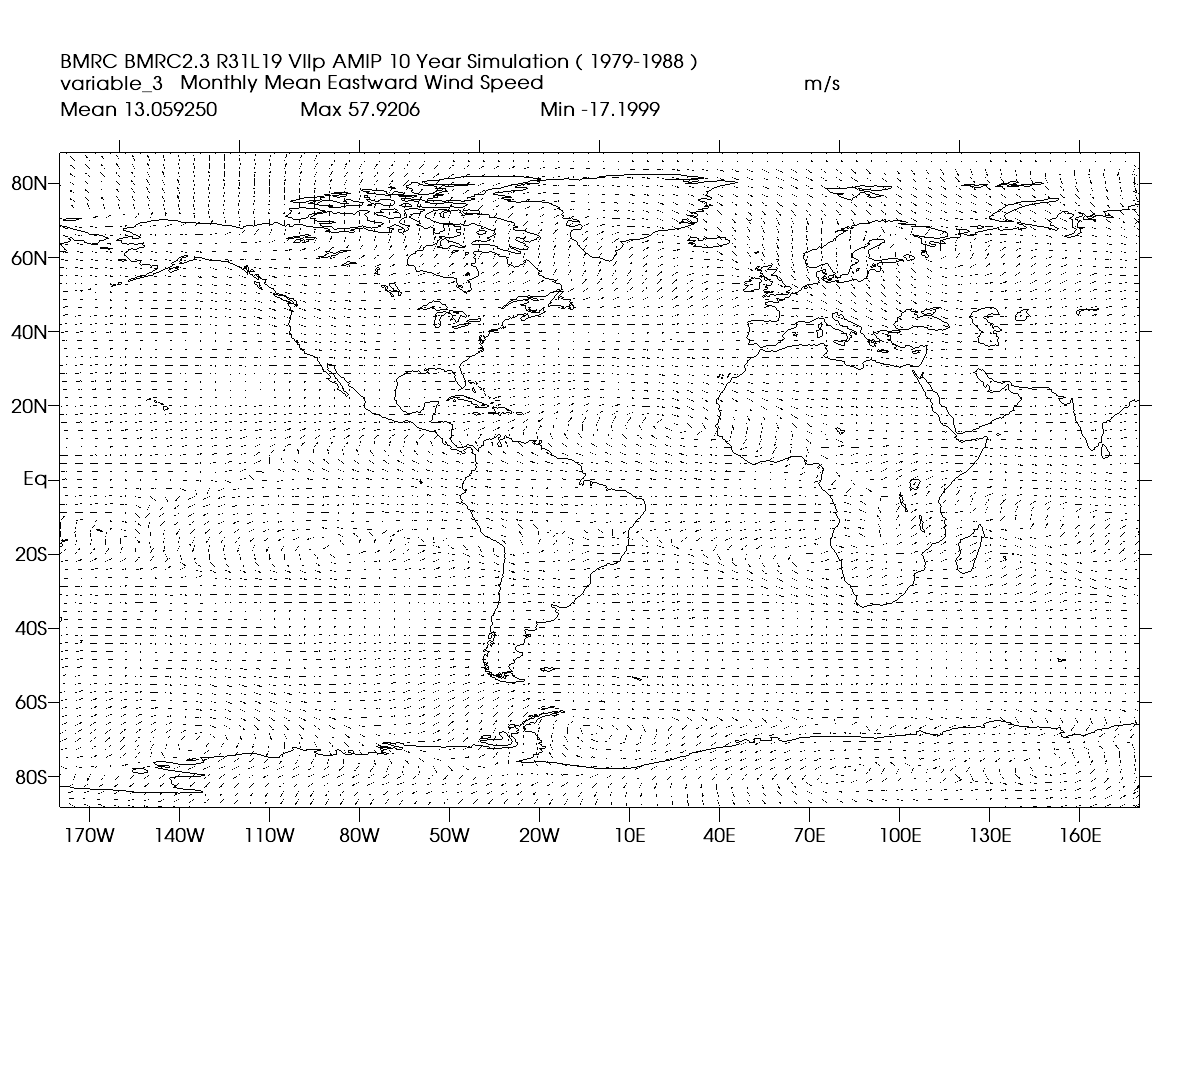 BMRC BMRC2.3 R31L19 VIIp AMIP 10 Year Simulation ( 1979-1988 )
variable_3 Monthly Mean Eastward Wind Speed m/s
Mean 13.059250 Max 57.9206 Min -17.1999
80N
60N
40N
20N
Eq
20S
40S
60S
80S
170W 140W 110W 80W 50W 20W 10E 40E 70E 100E 130E 160E